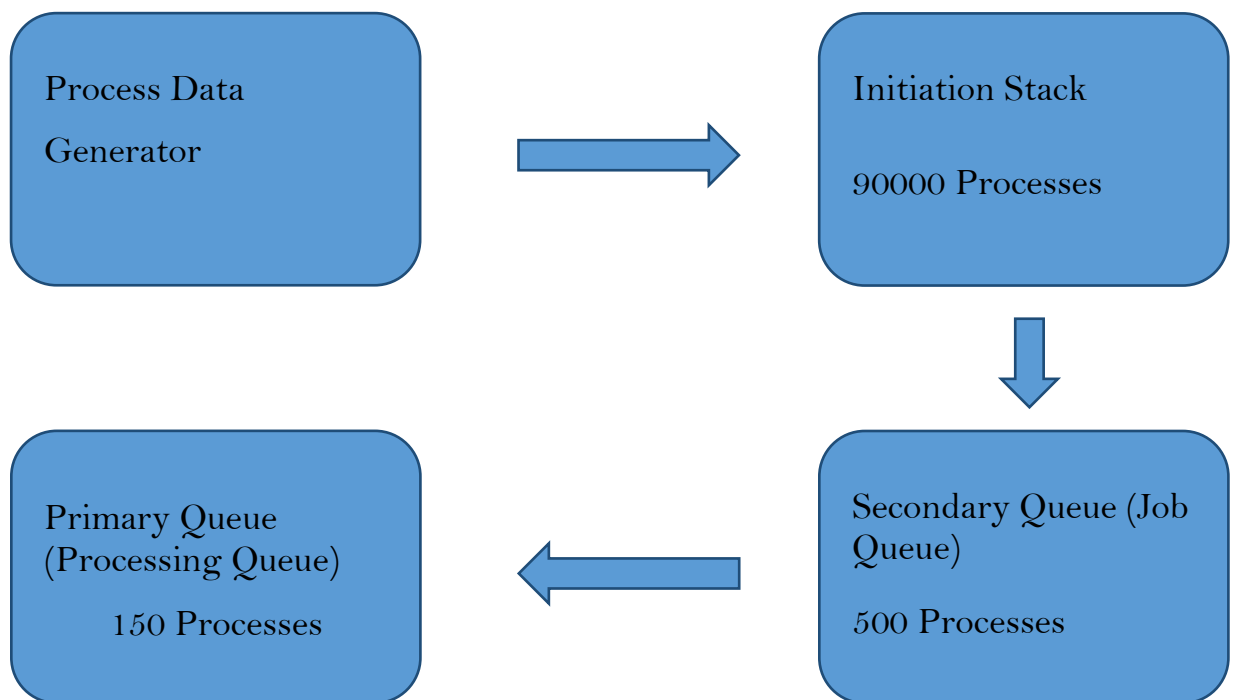 Process Data
Generator
Initiation Stack
90000 Processes
Secondary Queue (Job
Queue)
500 Processes
Primary Queue
(Processing Queue)
150 Processes